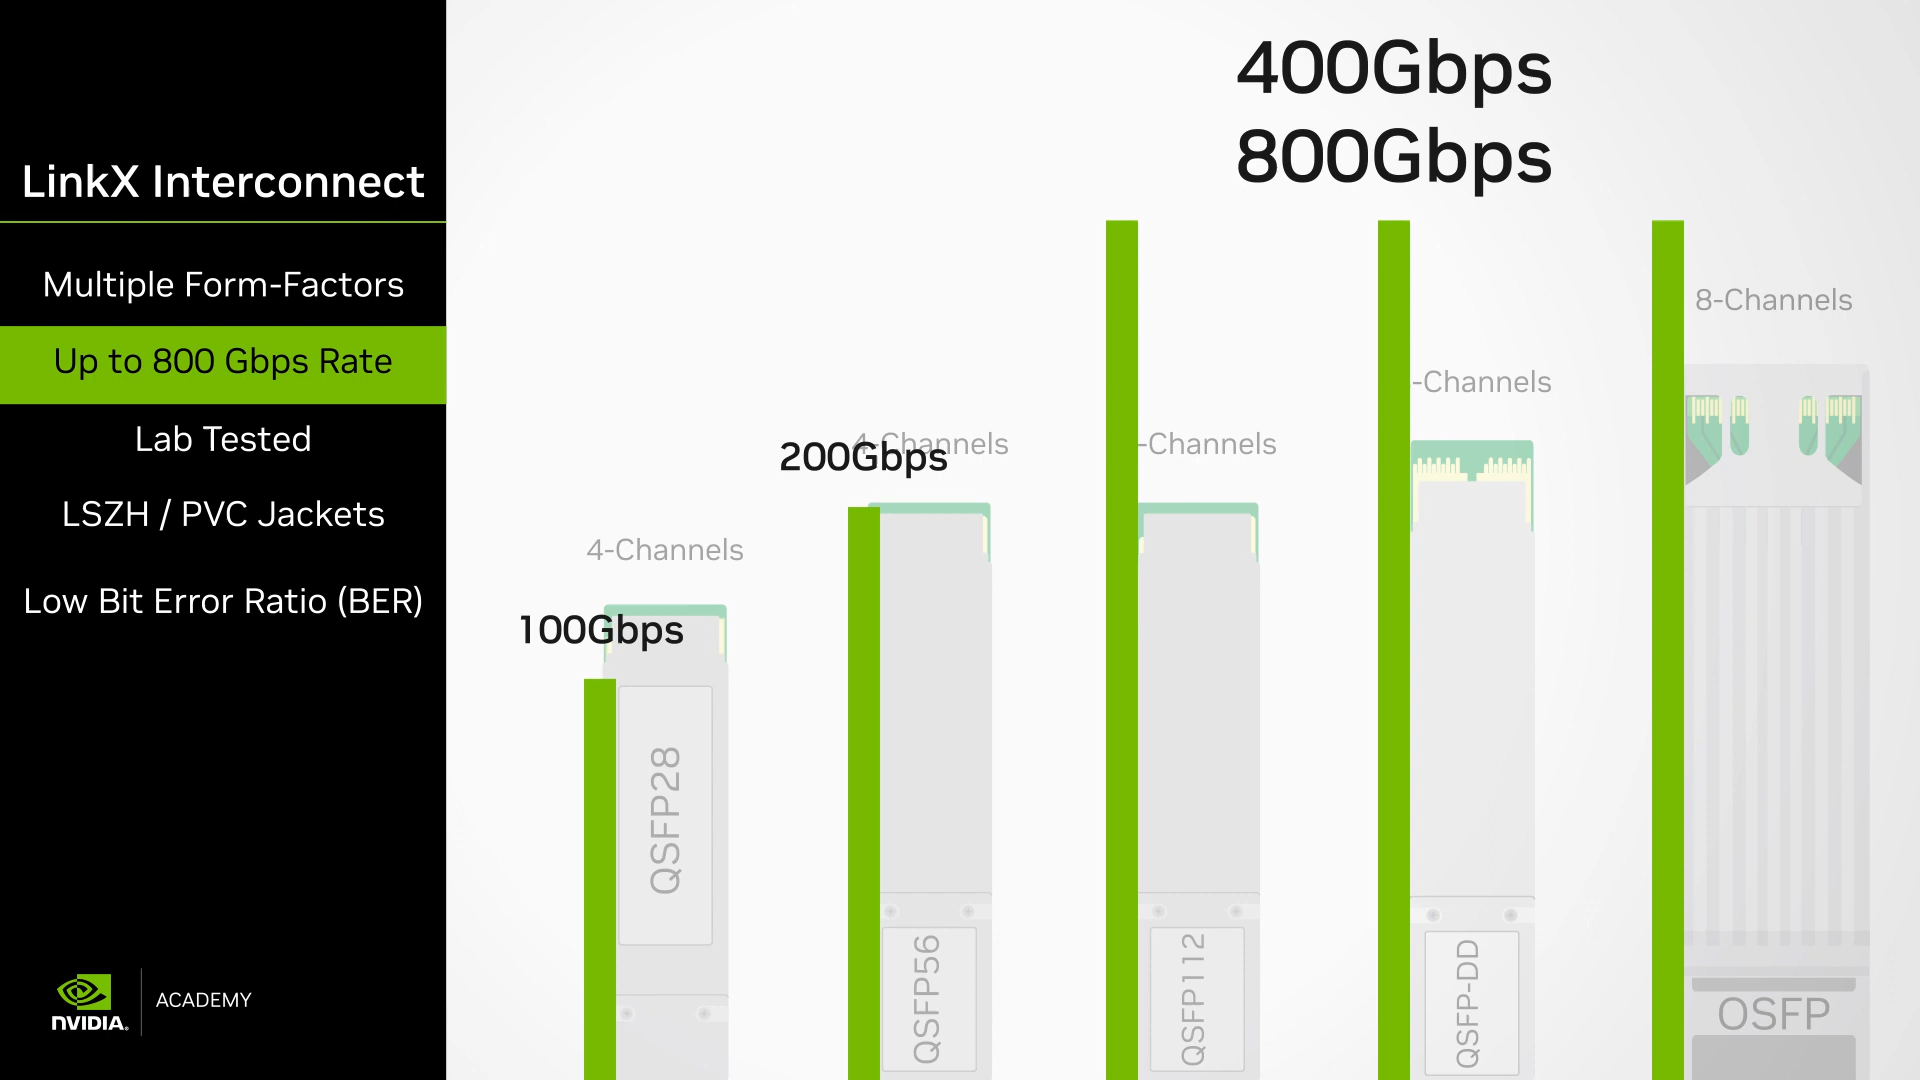 LinkX Interconnect
Multiple Form-Factors
Up to 800 Gbps Rate
Lab Tested
LSZH / PVC Jackets
Low Bit Error Ratio (BER)
NVIDIA.
ACADEMY
400Gbps
800Gbps
8-Channels
-Channels
4-Channels
-Channels
200Gbps
4-Channels
100Gbps
QSFP28
QSFP56
QSFP112
QSFP-DD
OSFP